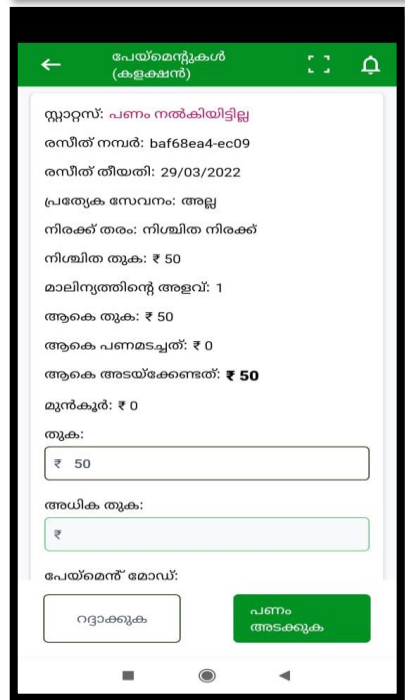 പേയ്മെന്റുകൾ
(കളക്ഷൻ)
സ്റ്റാറ്റസ്: പണം നൽകിയിട്ടില്ല
രസീത് നമ്പർ: baf68ea4-ec09
രസീത് തീയതി: 29/03/2022
പ്രത്യേക സേവനം: അല്ല
നിരക്ക് തരം: നിശ്ചിത നിരക്ക്
നിശ്ചിത തുക: ₹ 50
മാലിന്യത്തിന്റെ അളവ്: 1
ആകെ തുക: ₹ 50
ആകെ പണമടച്ചത്: ₹ 0
ആകെ അടയ്ക്കേണ്ടത്: ₹ 50
മുൻകൂർ: ₹ 0
തുക:
₹ 50
അധിക തുക:
₹
പേയ്മെൻ്റ് മോഡ്:
റദ്ദാക്കുക
പണം
അടക്കുക